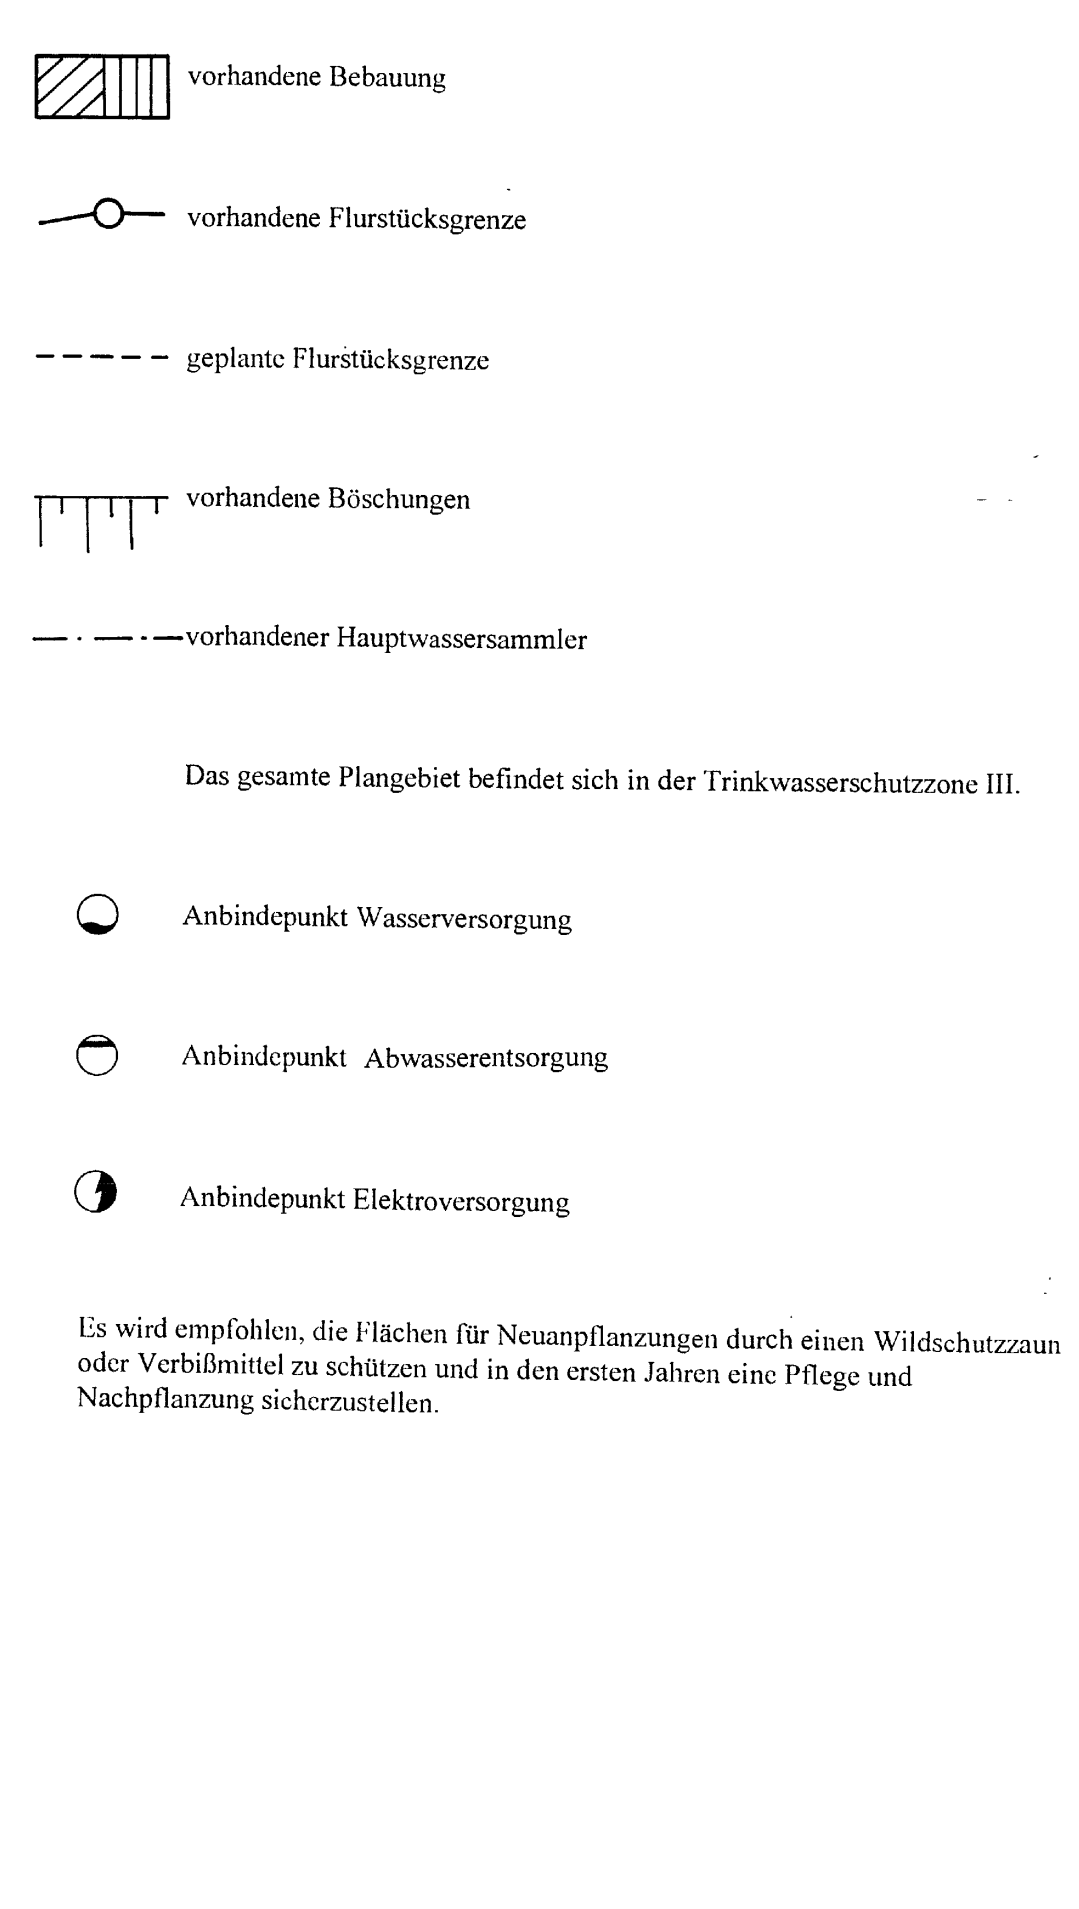 vorhandene Bebauung
vorhandene Flurstücksgrenze
geplante Flurstücksgrenze
vorhandene Böschungen
vorhandener Hauptwassersammler
Das gesamte Plangebiet befindet sich in der Trinkwasserschutzzone III.
Anbindepunkt Wasserversorgung
Anbindepunkt Abwasserentsorgung
Anbindepunkt Elektroversorgung
Es wird empfohlen, die Flächen für Neuanpflanzungen durch einen Wildschutzzaun
oder Verbißmittel zu schützen und in den ersten Jahren eine Pflege und
Nachpflanzung sicherzustellen.